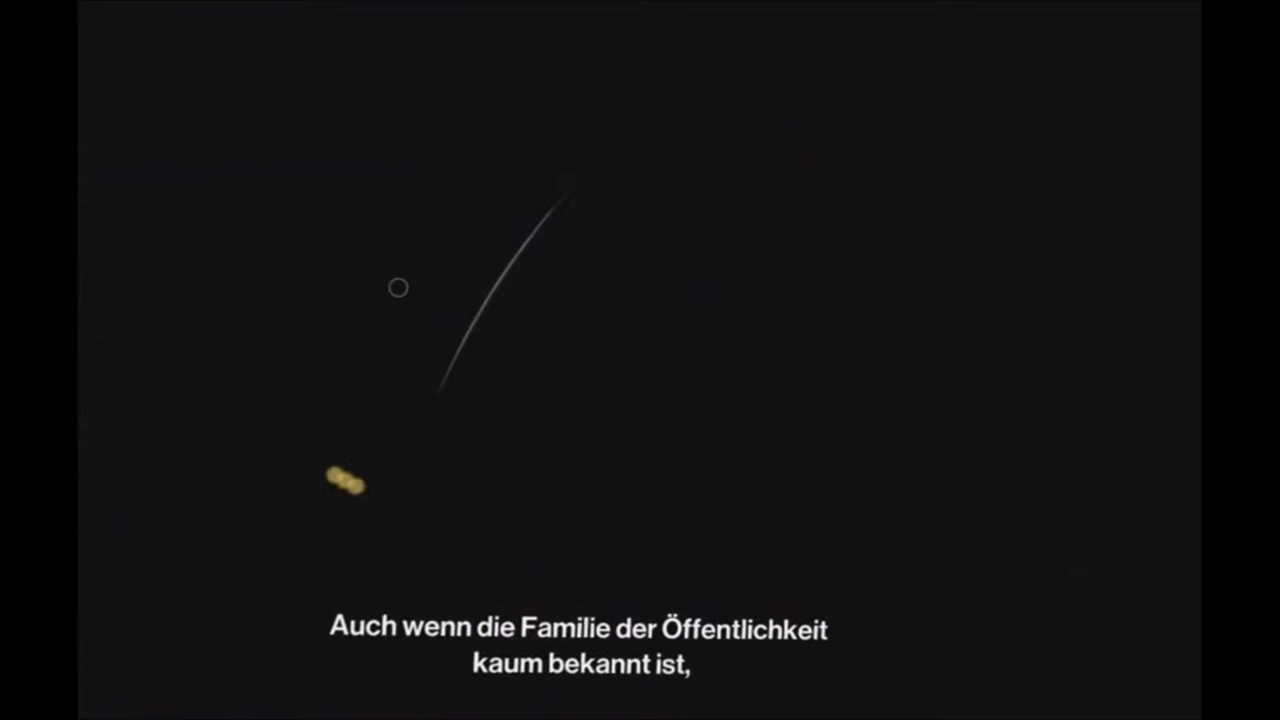 Auch wenn die Familie der Öffentlichkeit
kaum bekannt ist,